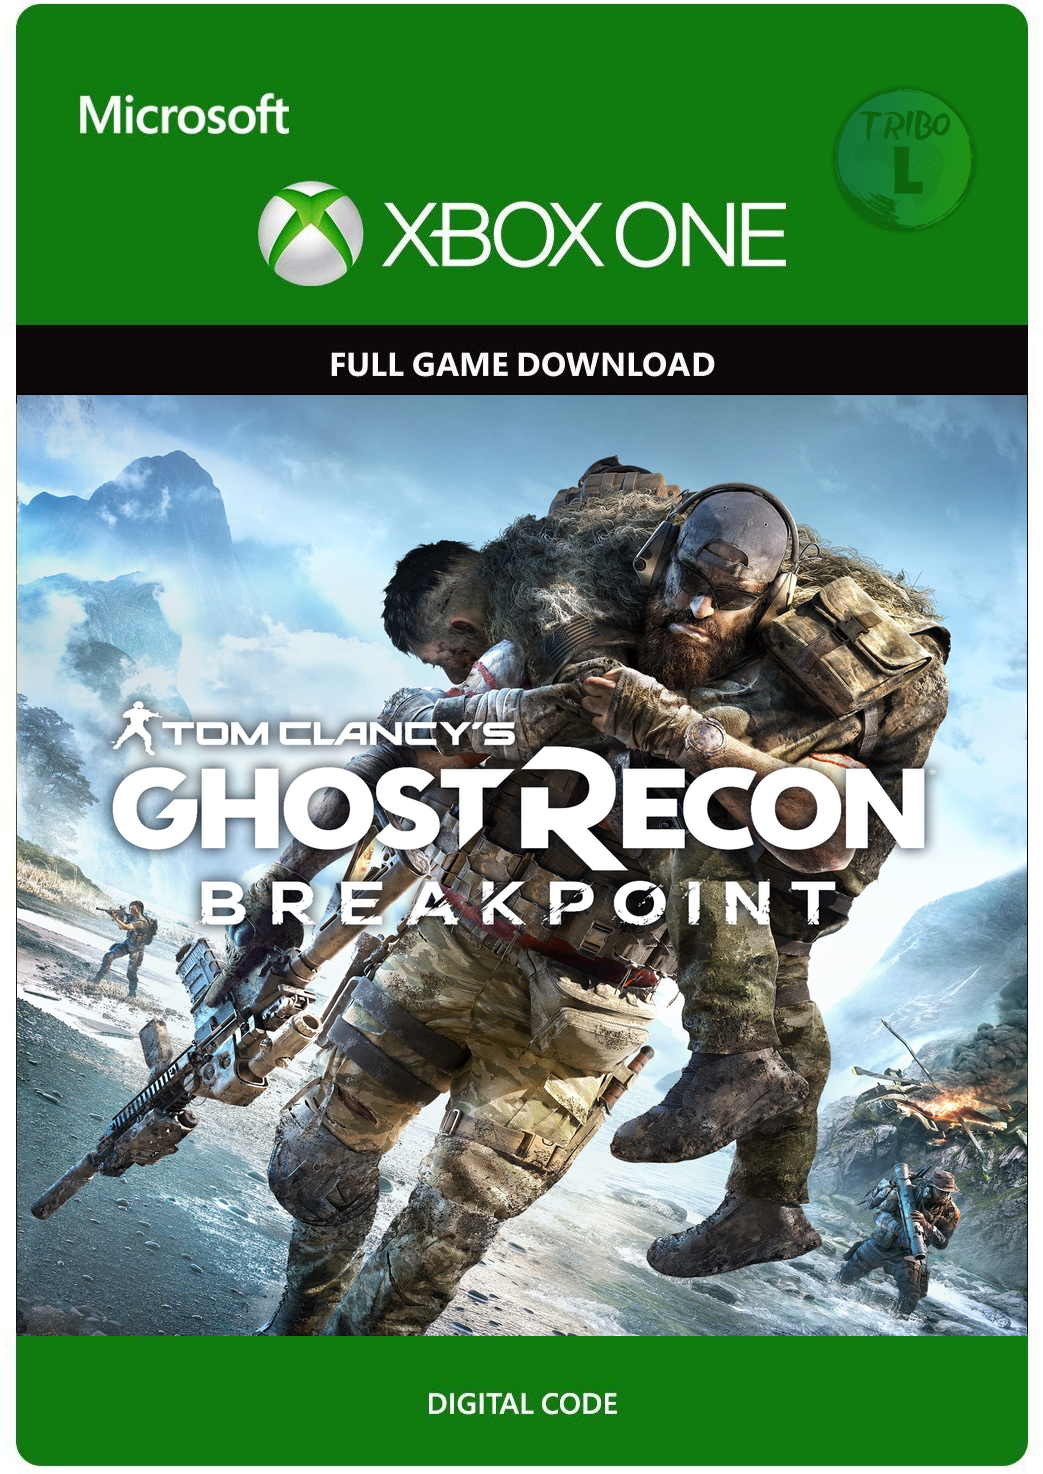 Microsoft
TRIBO
L
XBOX ONE
FULL GAME DOWNLOAD
TOM CLANCY'S
GHOST RECON®
BREAKPOINT
DIGITAL CODE